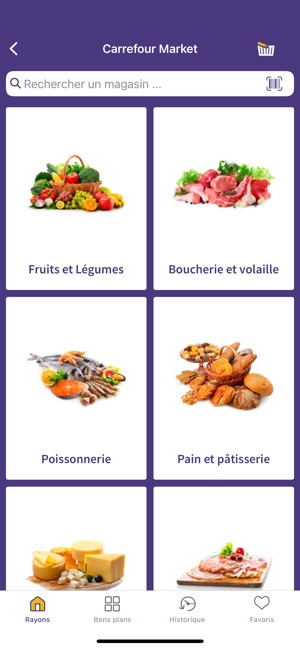 Carrefour Market
Rechercher un magasin ...
Fruits et Légumes
Boucherie et volaille
Poissonnerie
Pain et pâtisserie
Rayons
Bons plans
Historique
Favoris